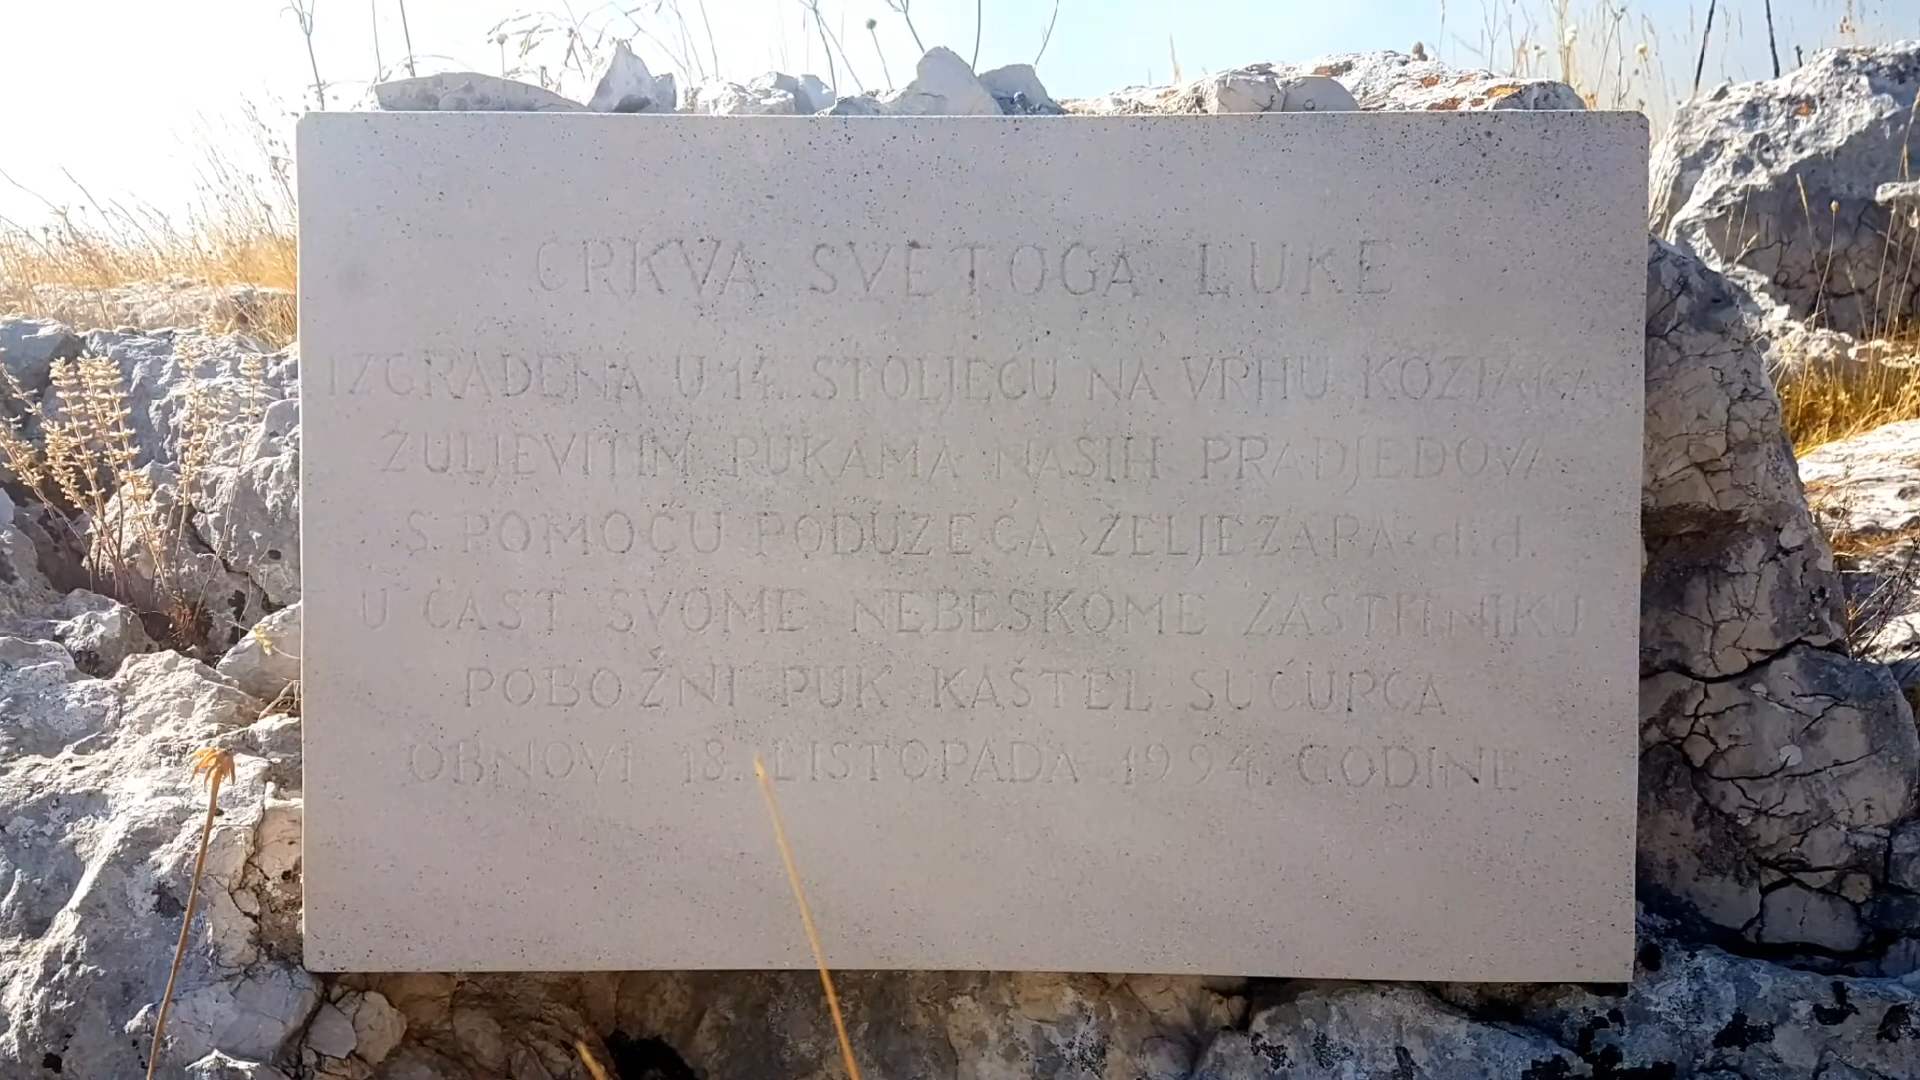 CRKVA SVETOGA LUKE
IZGRAĐENA U 14. STOLJEĆU NA VRHU KOZJAKA
ŽULJEVITIM RUKAMA NAŠIH PRADJEDOVA
S POMOĆU PODUZEĆA >ŽELJEZARA< d. d.
U ČAST SVOME NEBESKOME ZAŠTITNIKU
POBOŽNI PUK KAŠTEL SUĆURCA
OBNOVI 18. LISTOPADA 1994. GODINE